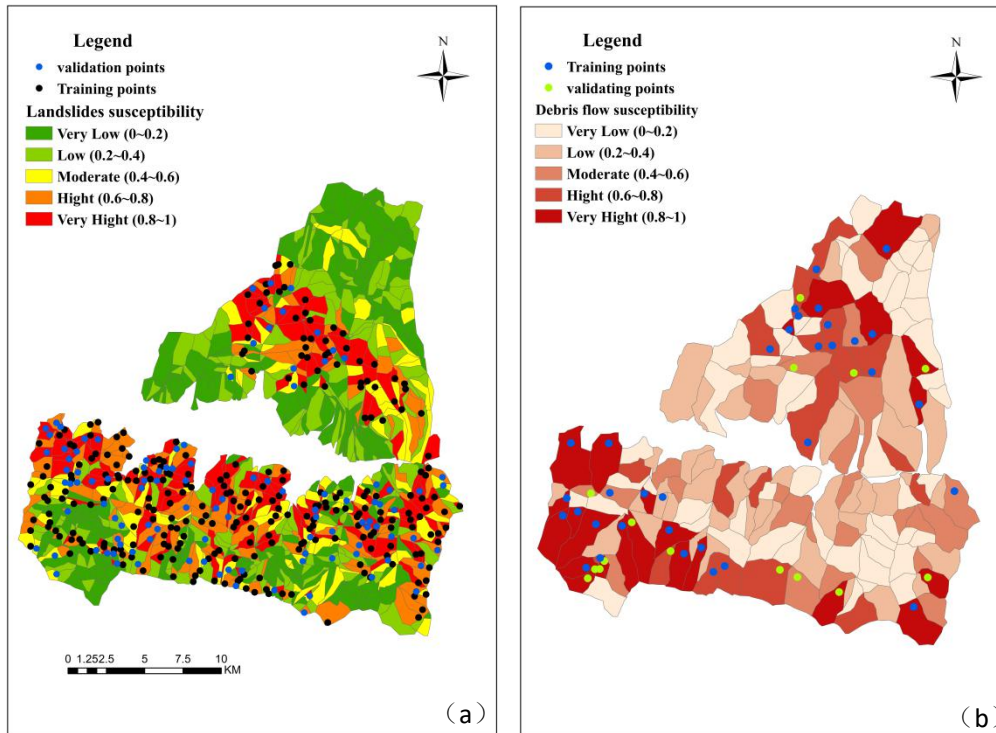 Legend
N
validation points
Training points
Landslides susceptibility
Very Low (0~0.2)
Low (0.2~0.4)
Moderate (0.4~0.6)
Hight (0.6~0.8)
Very Hight (0.8~1)
0 1.252.5 5 7.5 10
KM
(a)
Legend
N
Training points
validating points
Debris flow susceptibility
Very Low (0~0.2)
Low (0.2~0.4)
Moderate (0.4~0.6)
Hight (0.6~0.8)
Very Hight (0.8~1)
(b)